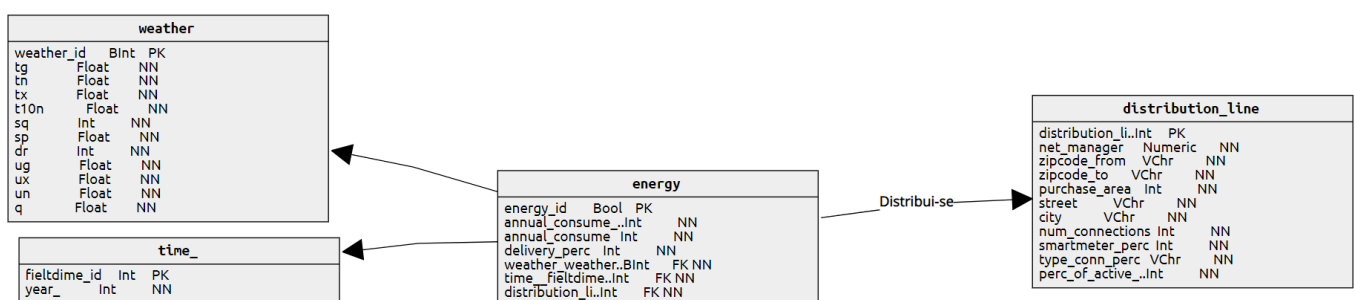 weather
weather_id BInt PK
tg Float NN
tn Float NN
tx Float NN
t10n Float NN
sq Int NN
sp Float NN
dr Int NN
ug Float NN
ux Float NN
un Float NN
q Float NN
time_
fieltdime_id Int PK
year_ Int NN
energy
energy_id Bool PK
annual_consume_..Int NN
annual_consume Int NN
delivery_perc Int NN
weather_weather..BInt FK NN
time__fieltdime..Int FK NN
distribution_li..Int FK NN
Distribui-se
distribution_line
distribution_li..Int PK
net_manager Numeric NN
zipcode_from VChr NN
zipcode_to VChr NN
purchase_area Int NN
street VChr NN
city VChr NN
num_connections Int NN
smartmeter_perc Int NN
type_conn_perc VChr NN
perc_of_active_..Int NN